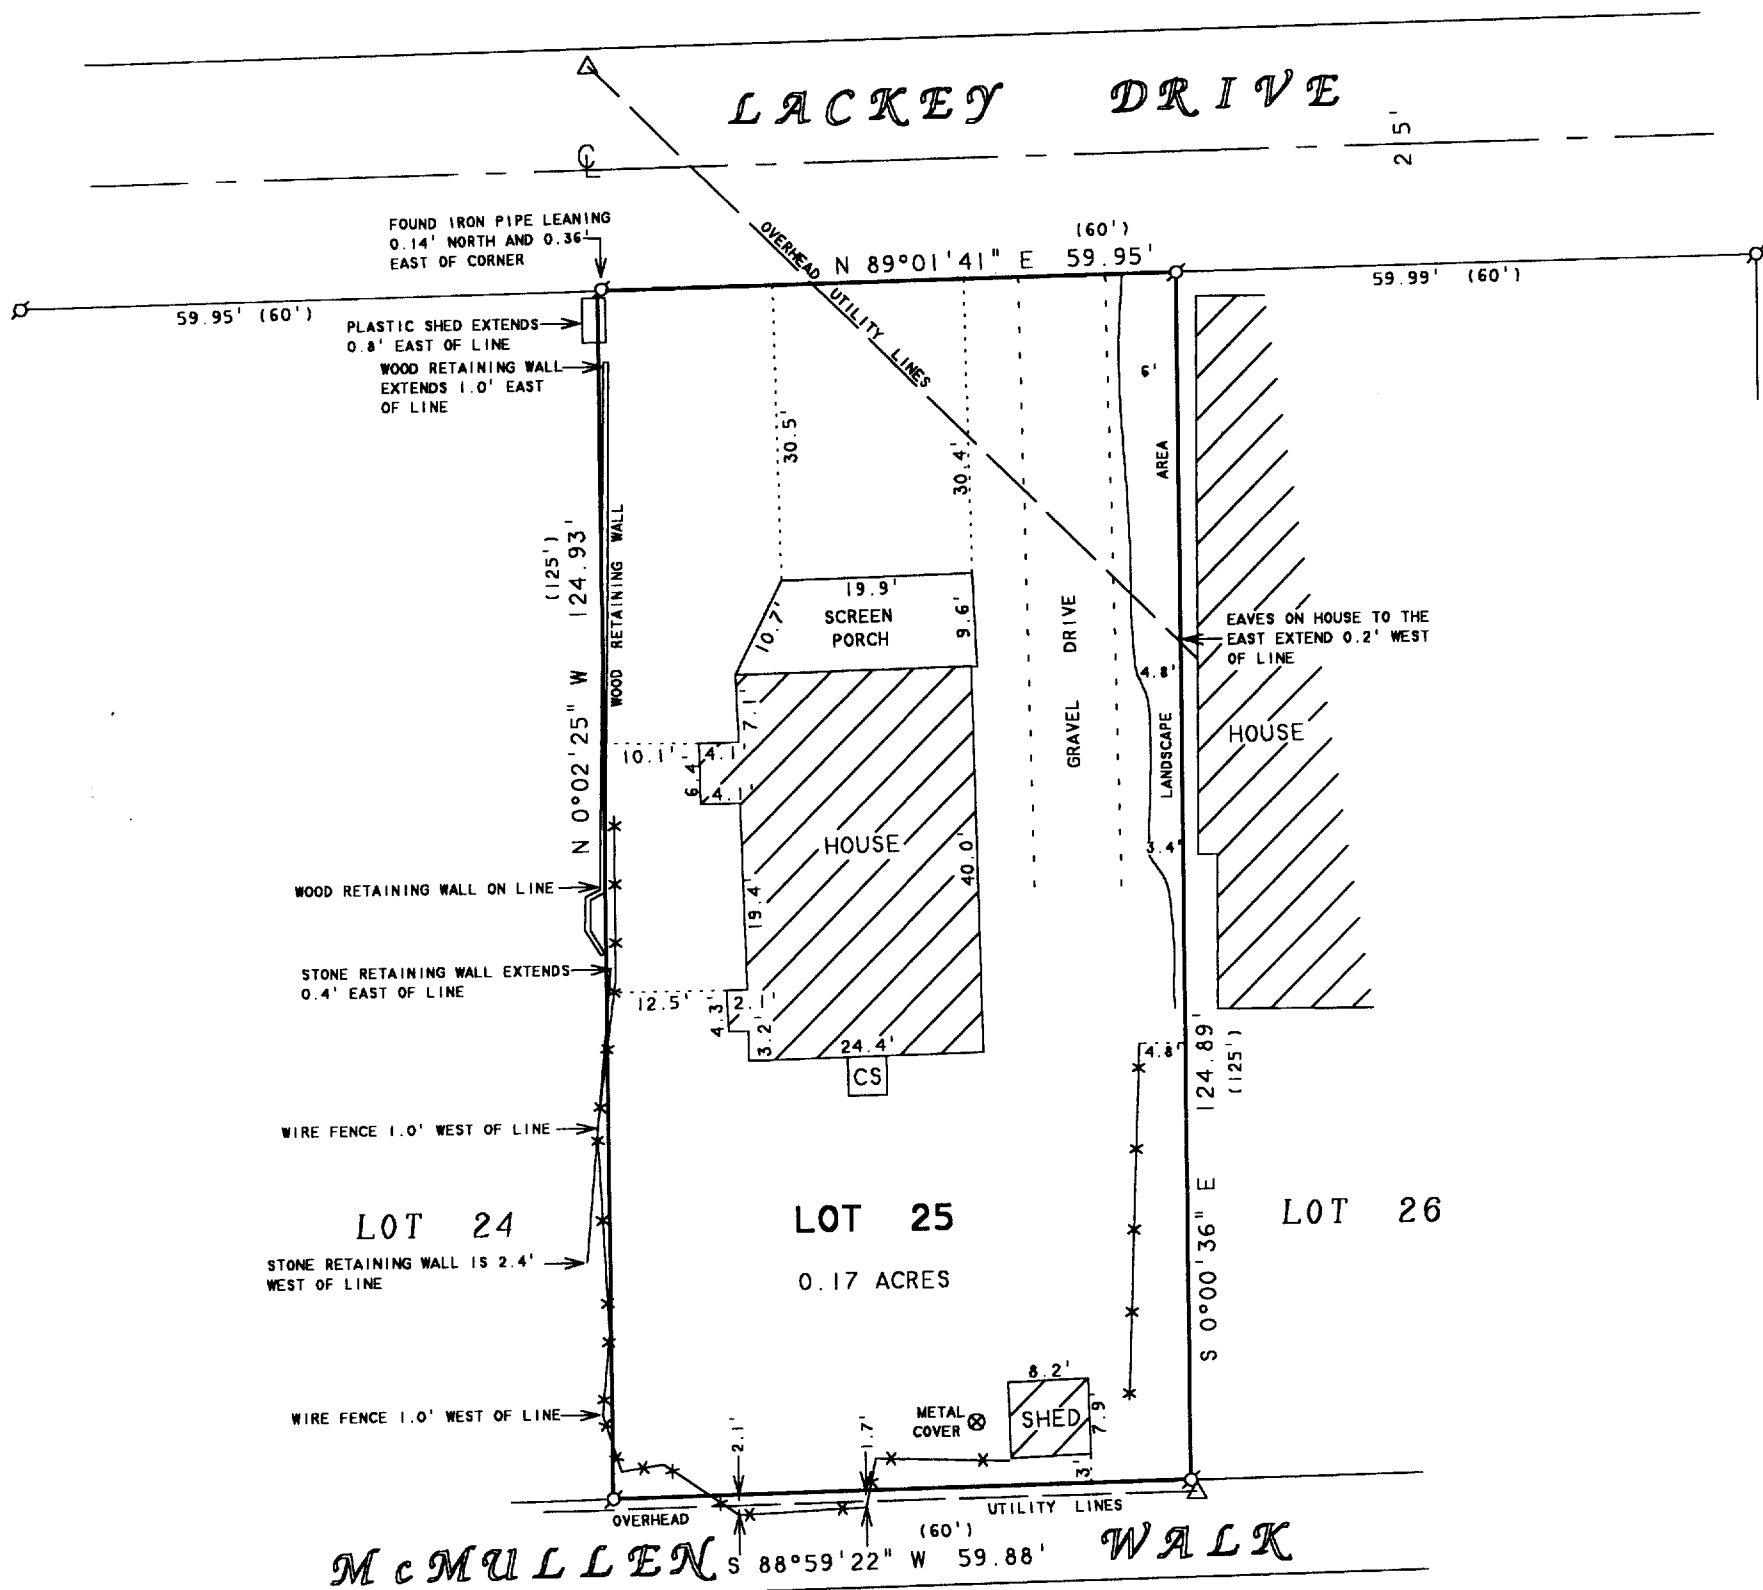 LACKEY DRIVE
25'
℄
FOUND IRON PIPE LEANING
0.14' NORTH AND 0.36'
EAST OF CORNER
OVERHEAD UTILITY LINES
(60')
N 89°01'41" E 59.95'
59.99' (60')
59.95' (60')
PLASTIC SHED EXTENDS
0.8' EAST OF LINE
WOOD RETAINING WALL
EXTENDS 1.0' EAST
OF LINE
6'
30.5'
30.4'
LANDSCAPE AREA
(125')
N 0°02'25" W 124.93'
WOOD RETAINING WALL
19.9'
10.7'
SCREEN
PORCH
9.6'
GRAVEL DRIVE
EAVES ON HOUSE TO THE
EAST EXTEND 0.2' WEST
OF LINE
4.8'
7.1'
HOUSE
10.1'
4.1'
6.4'
4.1'
HOUSE
40.0'
3.4'
WOOD RETAINING WALL ON LINE
19.4'
STONE RETAINING WALL EXTENDS
0.4' EAST OF LINE
12.5'
4.3'
2.1'
3.2'
24.4'
CS
4.8'
S 0°00'36" E 124.89'
(125')
WIRE FENCE 1.0' WEST OF LINE
LOT 24
LOT 25
LOT 26
STONE RETAINING WALL IS 2.4'
WEST OF LINE
0.17 ACRES
8.2'
WIRE FENCE 1.0' WEST OF LINE
METAL
COVER
SHED
7.9'
2.1'
1.7'
3'
OVERHEAD UTILITY LINES
(60')
McMULLEN WALK
S 88°59'22" W 59.88'